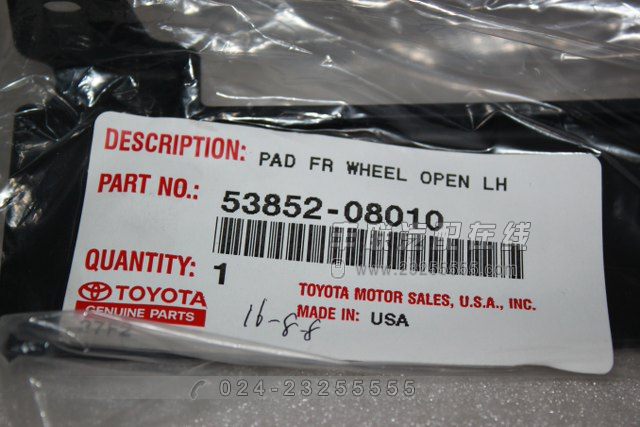 DESCRIPTION: PAD FR WHEEL OPEN LH
PART NO.: 53852-08010
QUANTITY: 1
TOYOTA
GENUINE PARTS
TOYOTA MOTOR SALES, U.S.A., INC.
MADE IN: USA
16-8-8
024-23255555